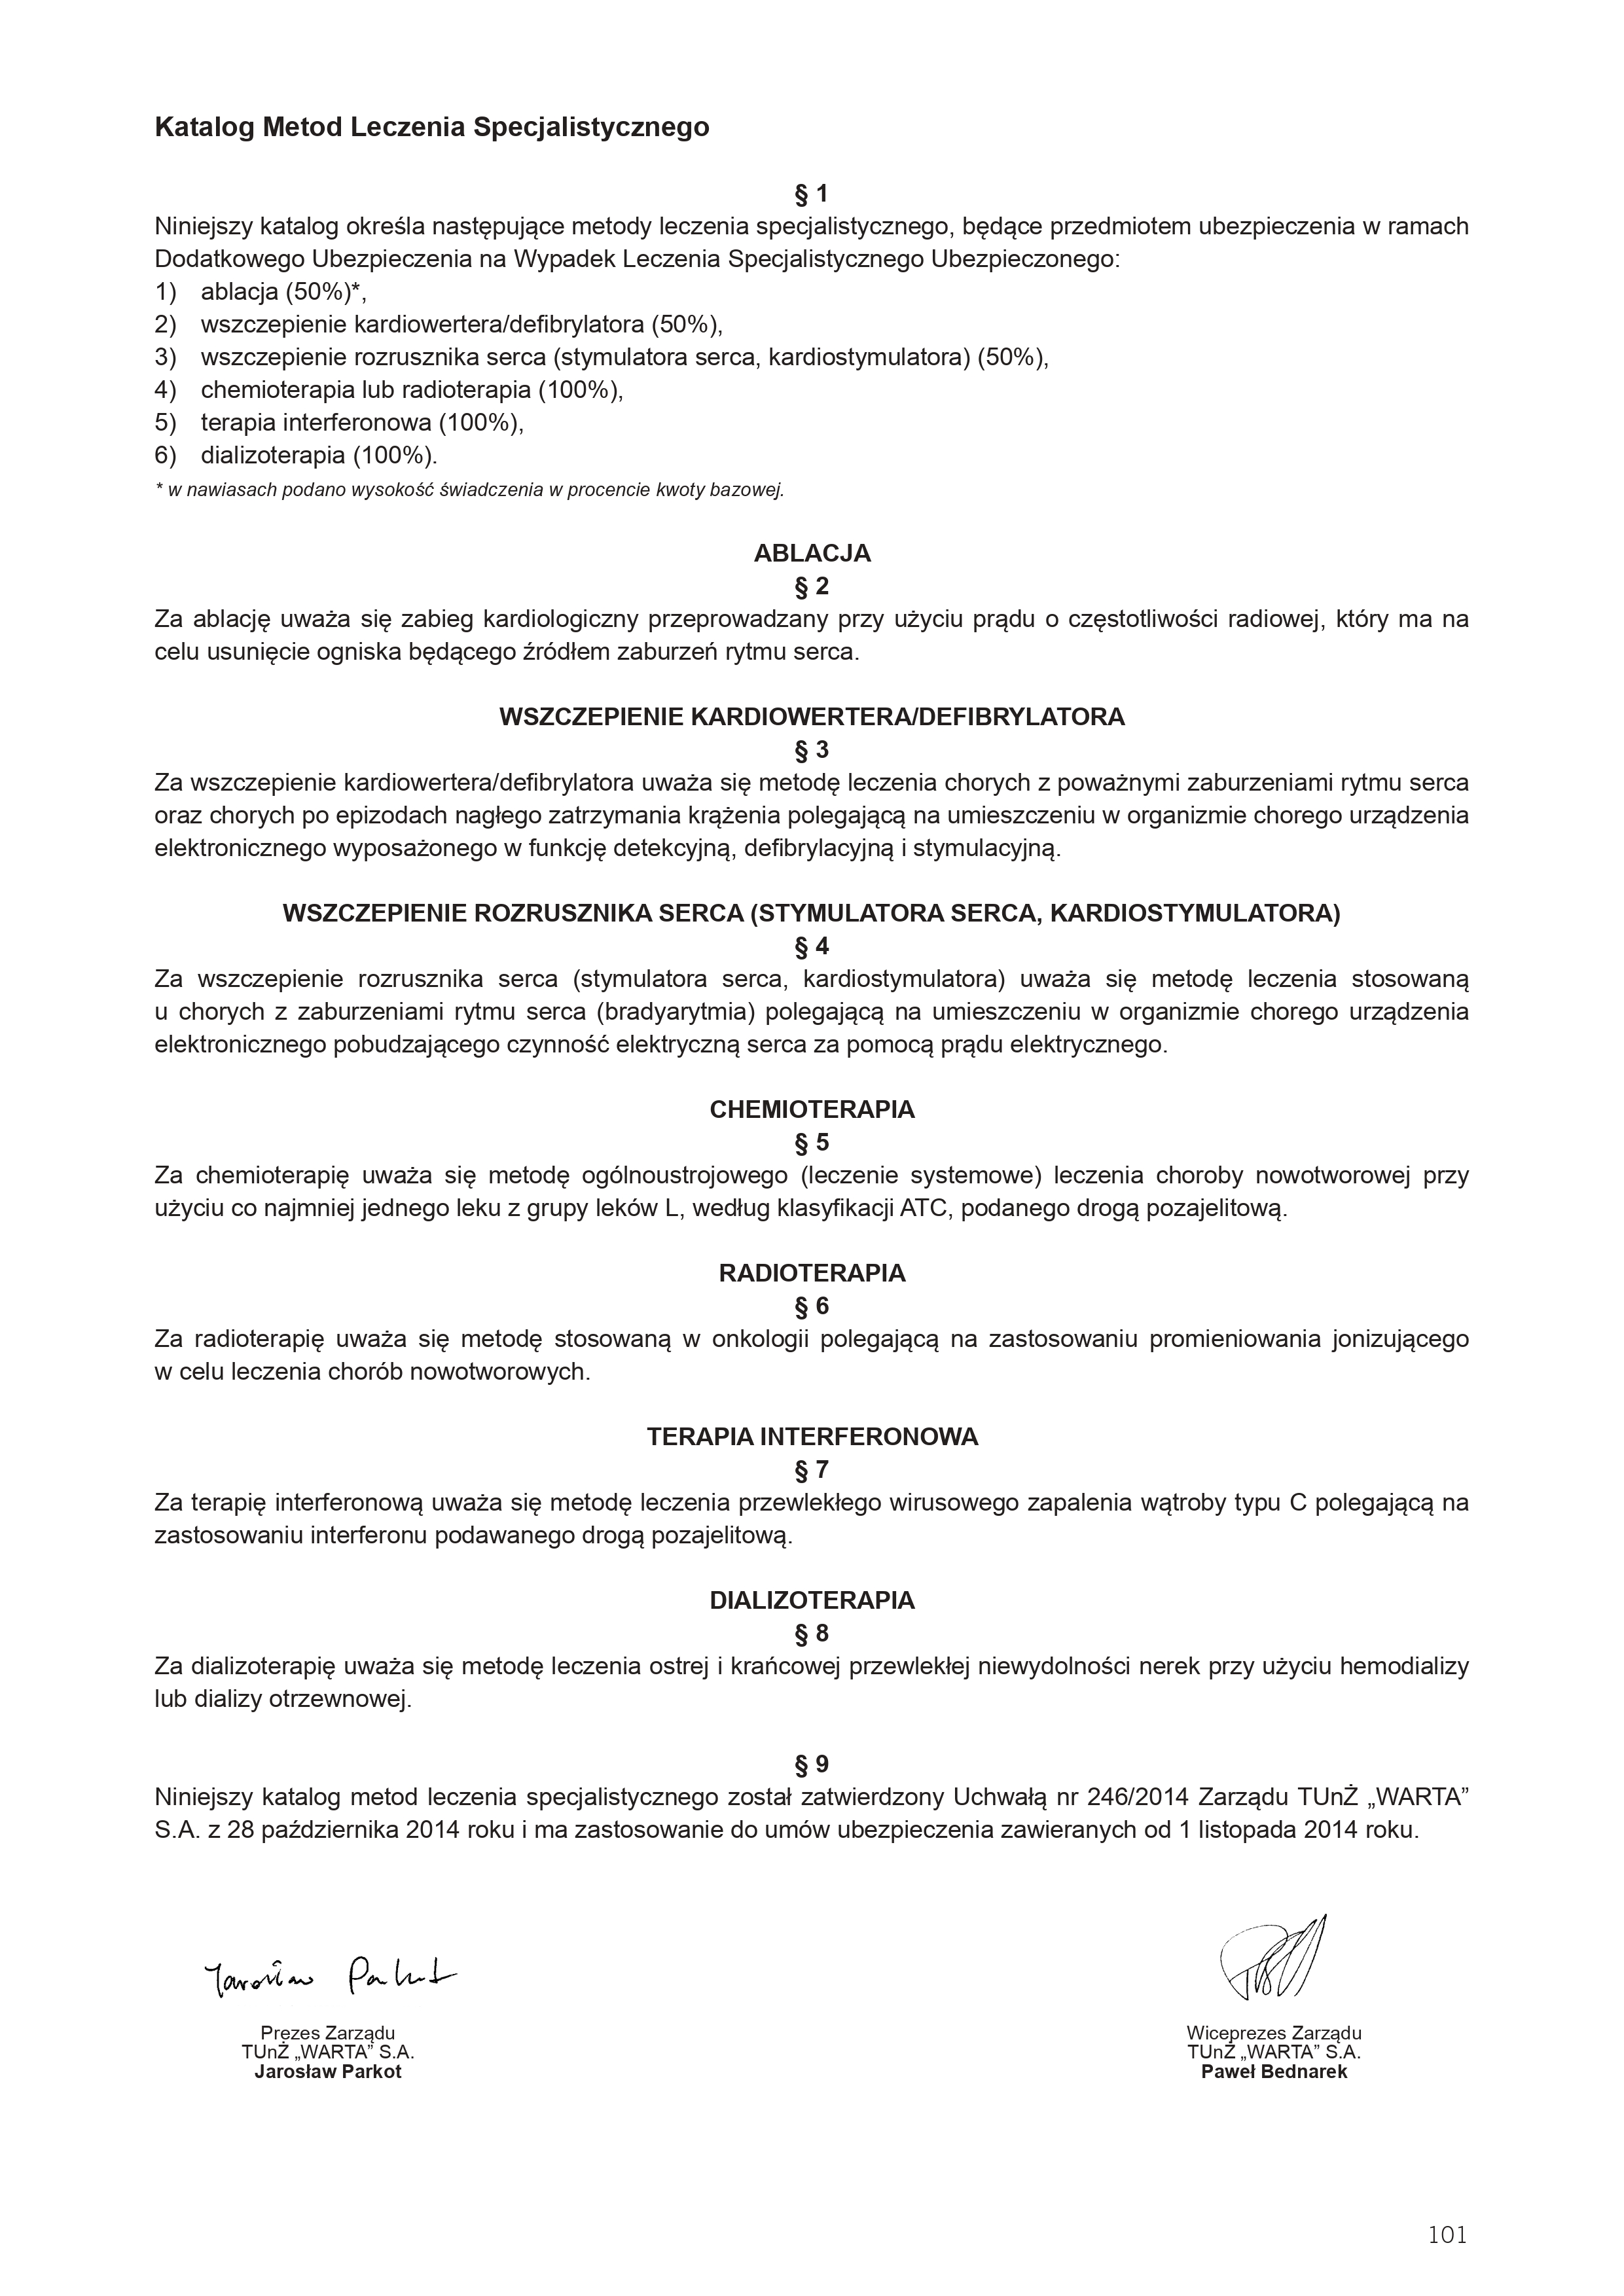 Katalog Metod Leczenia Specjalistycznego
§ 1
Niniejszy katalog określa następujące metody leczenia specjalistycznego, będące przedmiotem ubezpieczenia w ramach
Dodatkowego Ubezpieczenia na Wypadek Leczenia Specjalistycznego Ubezpieczonego:
1) ablacja (50%)*,
2) wszczepienie kardiowertera/defibrylatora (50%),
3) wszczepienie rozrusznika serca (stymulatora serca, kardiostymulatora) (50%),
4) chemioterapia lub radioterapia (100%),
5) terapia interferonowa (100%),
6) dializoterapia (100%).
* w nawiasach podano wysokość świadczenia w procencie kwoty bazowej.
ABLACJA
§ 2
Za ablację uważa się zabieg kardiologiczny przeprowadzany przy użyciu prądu o częstotliwości radiowej, który ma na
celu usunięcie ogniska będącego źródłem zaburzeń rytmu serca.
WSZCZEPIENIE KARDIOWERTERA/DEFIBRYLATORA
§ 3
Za wszczepienie kardiowertera/defibrylatora uważa się metodę leczenia chorych z poważnymi zaburzeniami rytmu serca
oraz chorych po epizodach nagłego zatrzymania krążenia polegającą na umieszczeniu w organizmie chorego urządzenia
elektronicznego wyposażonego w funkcję detekcyjną, defibrylacyjną i stymulacyjną.
WSZCZEPIENIE ROZRUSZNIKA SERCA (STYMULATORA SERCA, KARDIOSTYMULATORA)
§ 4
Za wszczepienie rozrusznika serca (stymulatora serca, kardiostymulatora) uważa się metodę leczenia stosowaną
u chorych z zaburzeniami rytmu serca (bradyarytmia) polegającą na umieszczeniu w organizmie chorego urządzenia
elektronicznego pobudzającego czynność elektryczną serca za pomocą prądu elektrycznego.
CHEMIOTERAPIA
§ 5
Za chemioterapię uważa się metodę ogólnoustrojowego (leczenie systemowe) leczenia choroby nowotworowej przy
użyciu co najmniej jednego leku z grupy leków L, według klasyfikacji ATC, podanego drogą pozajelitową.
RADIOTERAPIA
§ 6
Za radioterapię uważa się metodę stosowaną w onkologii polegającą na zastosowaniu promieniowania jonizującego
w celu leczenia chorób nowotworowych.
TERAPIA INTERFERONOWA
§ 7
Za terapię interferonową uważa się metodę leczenia przewlekłego wirusowego zapalenia wątroby typu C polegającą na
zastosowaniu interferonu podawanego drogą pozajelitową.
DIALIZOTERAPIA
§ 8
Za dializoterapię uważa się metodę leczenia ostrej i krańcowej przewlekłej niewydolności nerek przy użyciu hemodializy
lub dializy otrzewnowej.
§ 9
Niniejszy katalog metod leczenia specjalistycznego został zatwierdzony Uchwałą nr 246/2014 Zarządu TUnŻ „WARTA”
S.A. z 28 października 2014 roku i ma zastosowanie do umów ubezpieczenia zawieranych od 1 listopada 2014 roku.
Jarosław Parkot
Prezes Zarządu
TUnŻ „WARTA” S.A.
Jarosław Parkot
Wiceprezes Zarządu
TUnŻ „WARTA” S.A.
Paweł Bednarek
101